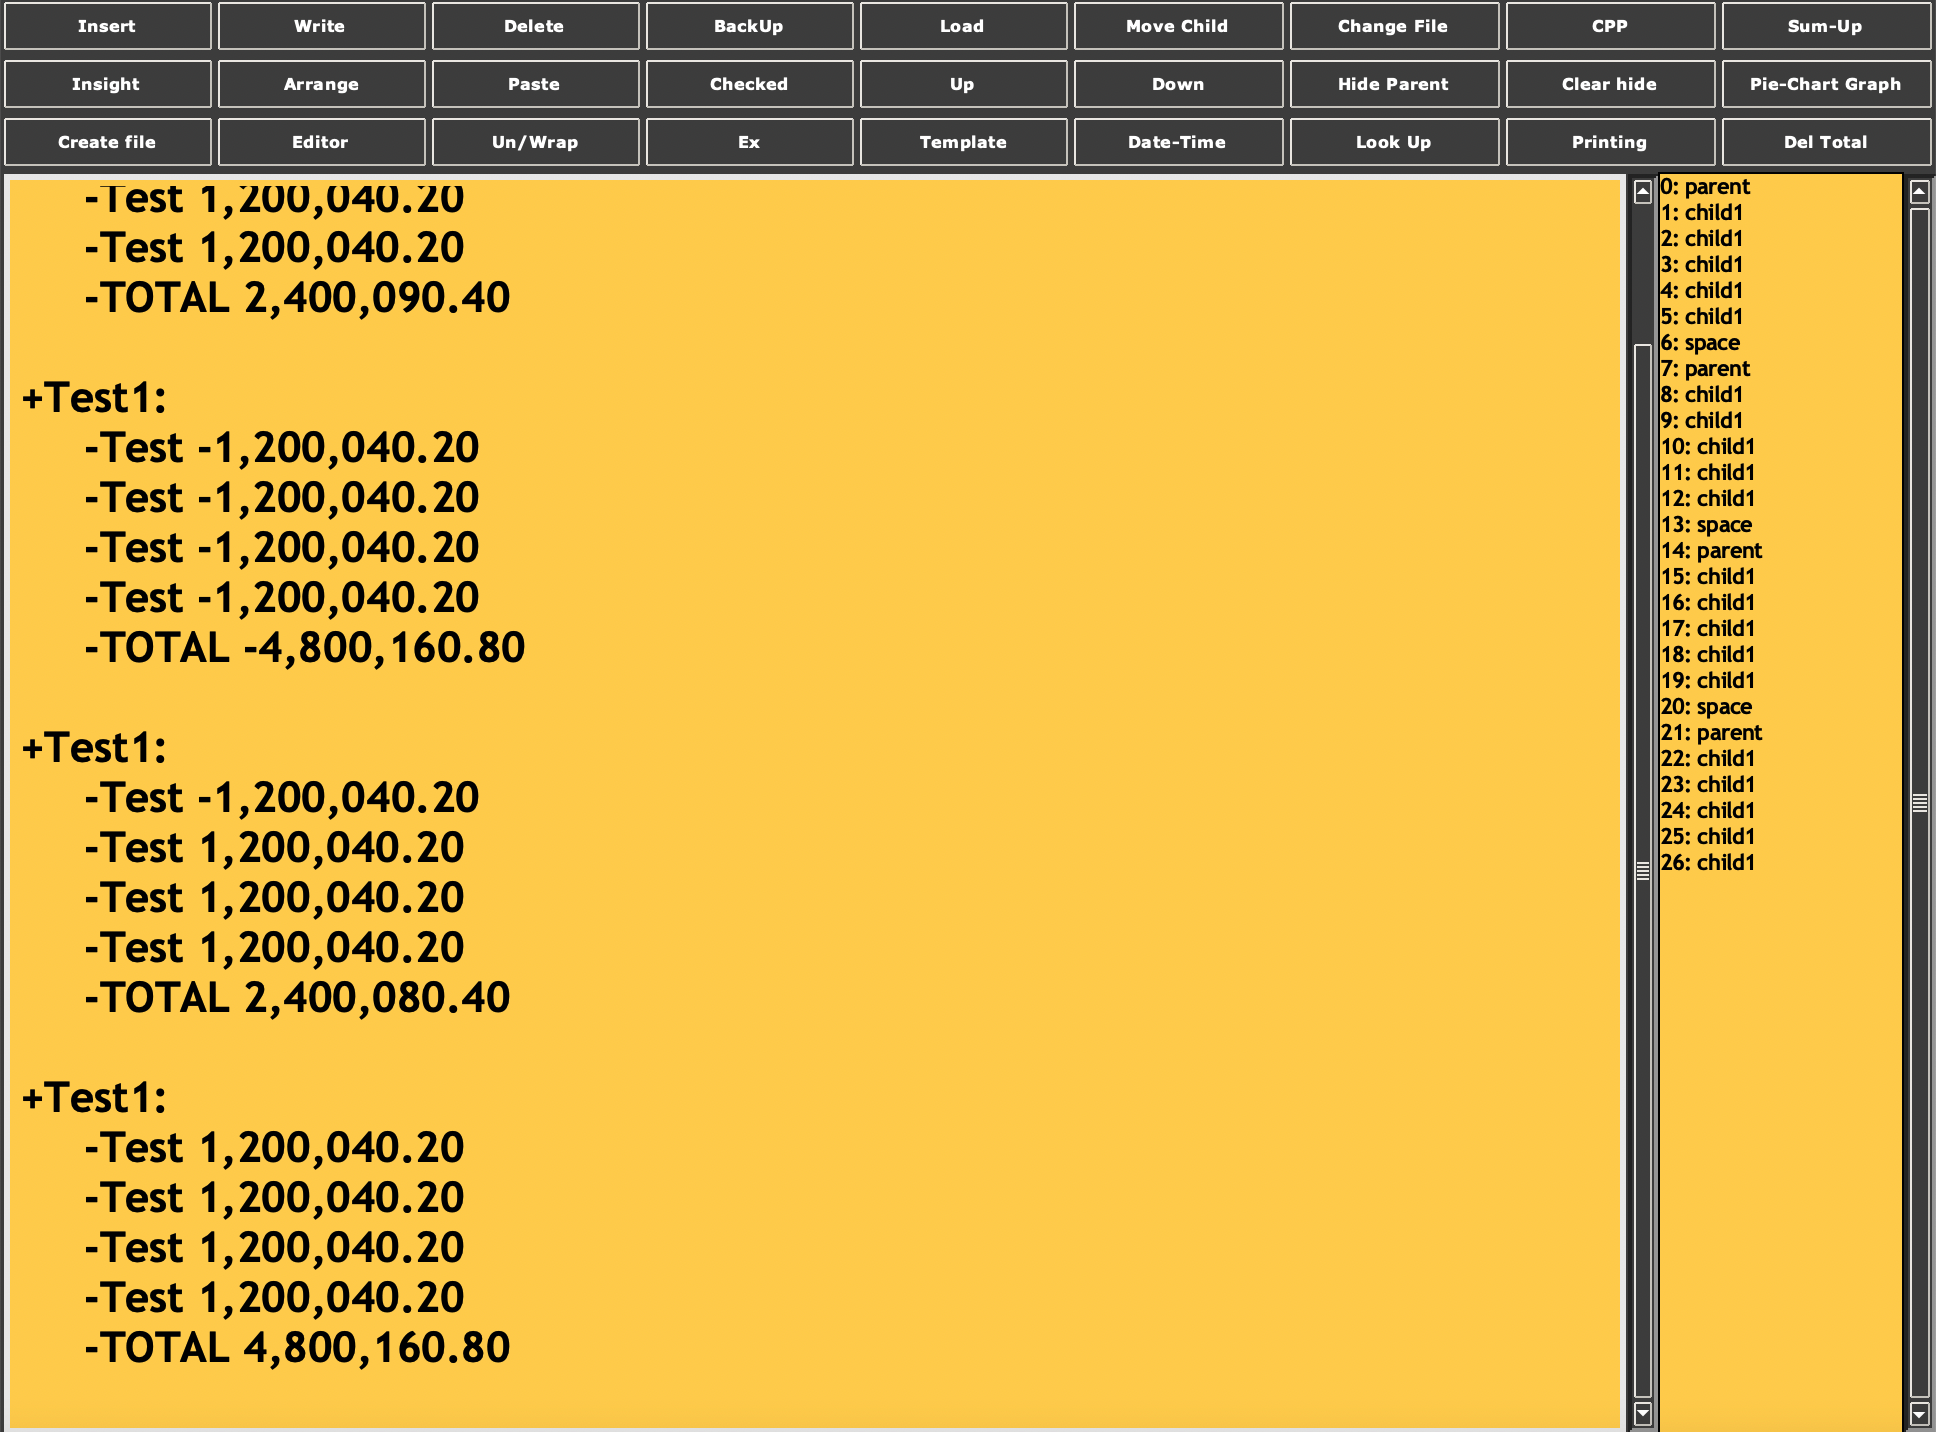 Insert Write Delete BackUp Load Move Child Change File CPP Sum-Up
Insight Arrange Paste Checked Up Down Hide Parent Clear hide Pie-Chart Graph
Create file Editor Un/Wrap Ex Template Date-Time Look Up Printing Del Total
-Test 1,200,040.20
-Test 1,200,040.20
-TOTAL 2,400,090.40
+Test1:
-Test -1,200,040.20
-Test -1,200,040.20
-Test -1,200,040.20
-Test -1,200,040.20
-TOTAL -4,800,160.80
+Test1:
-Test -1,200,040.20
-Test 1,200,040.20
-Test 1,200,040.20
-Test 1,200,040.20
-TOTAL 2,400,080.40
+Test1:
-Test 1,200,040.20
-Test 1,200,040.20
-Test 1,200,040.20
-Test 1,200,040.20
-TOTAL 4,800,160.80
0: parent
1: child1
2: child1
3: child1
4: child1
5: child1
6: space
7: parent
8: child1
9: child1
10: child1
11: child1
12: child1
13: space
14: parent
15: child1
16: child1
17: child1
18: child1
19: child1
20: space
21: parent
22: child1
23: child1
24: child1
25: child1
26: child1